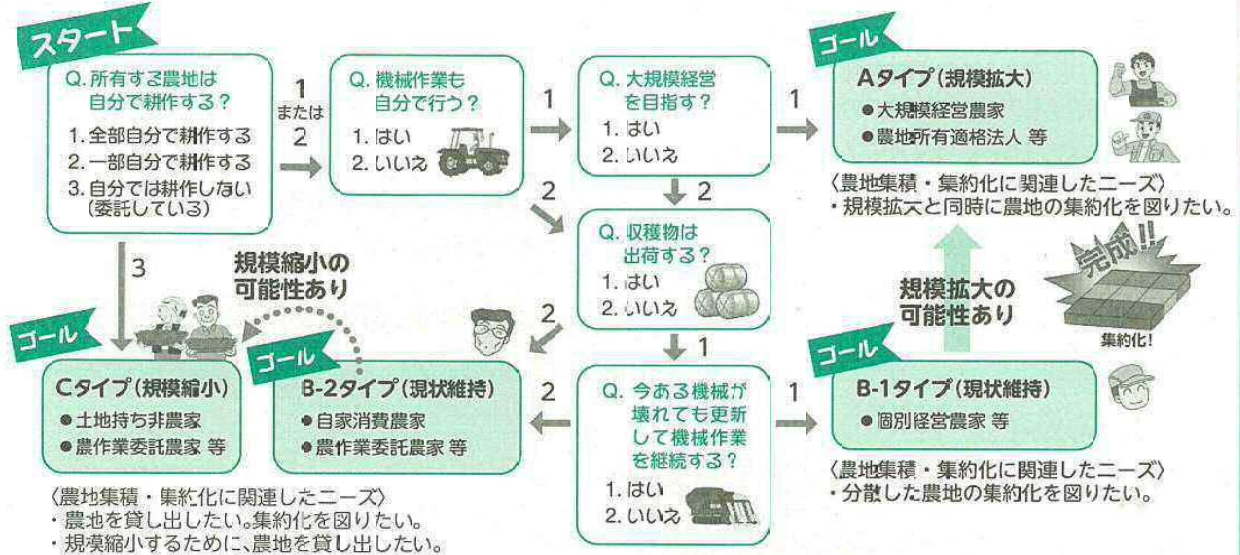 スタート
Q. 所有する農地は
自分で耕作する?
1. 全部自分で耕作する
2. 一部自分で耕作する
3. 自分では耕作しない
(委託している)
1
または
2
Q. 機械作業も
自分で行う?
1. はい
2. いいえ
1
Q. 大規模経営
を目指す?
1. はい
2. いいえ
1
ゴール
Aタイプ(規模拡大)
●大規模経営農家
●農地所有適格法人 等
〈農地集積・集約化に関連したニーズ〉
・規模拡大と同時に農地の集約化を図りたい。
2
2
Q. 収穫物は
出荷する?
1. はい
2. いいえ
3
規模縮小の
可能性あり
2
1
規模拡大の
可能性あり
完成!!
集約化!
ゴール
Cタイプ(規模縮小)
●土地持ち非農家
●農作業委託農家 等
ゴール
B-2タイプ(現状維持)
●自家消費農家
●農作業委託農家 等
2
Q. 今ある機械が
壊れても更新
して機械作業
を継続する?
1. はい
2. いいえ
1
ゴール
B-1タイプ(現状維持)
●個別経営農家 等
〈農地集積・集約化に関連したニーズ〉
・分散した農地の集約化を図りたい。
〈農地集積・集約化に関連したニーズ〉
・農地を貸し出したい。集約化を図りたい。
・規模縮小するために、農地を貸し出したい。